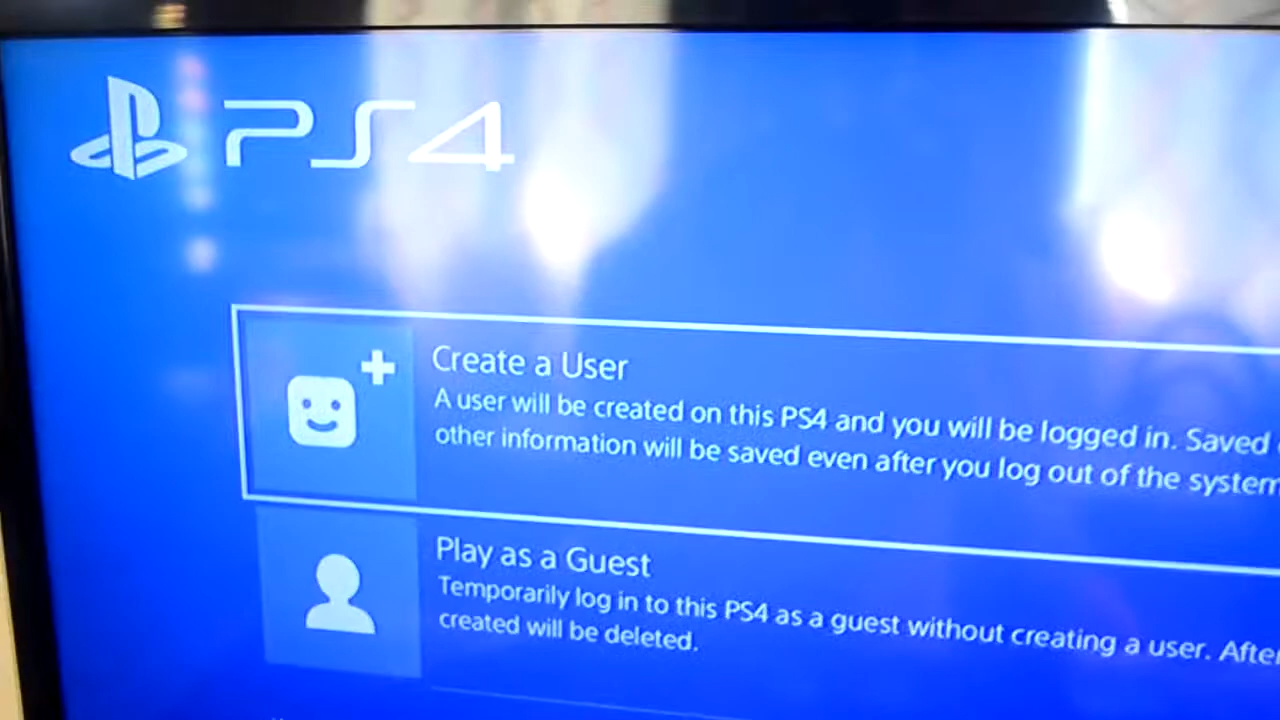 PS4
Create a User
A user will be created on this PS4 and you will be logged in. Saved
other information will be saved even after you log out of the system
Play as a Guest
Temporarily log in to this PS4 as a guest without creating a user. After
created will be deleted.